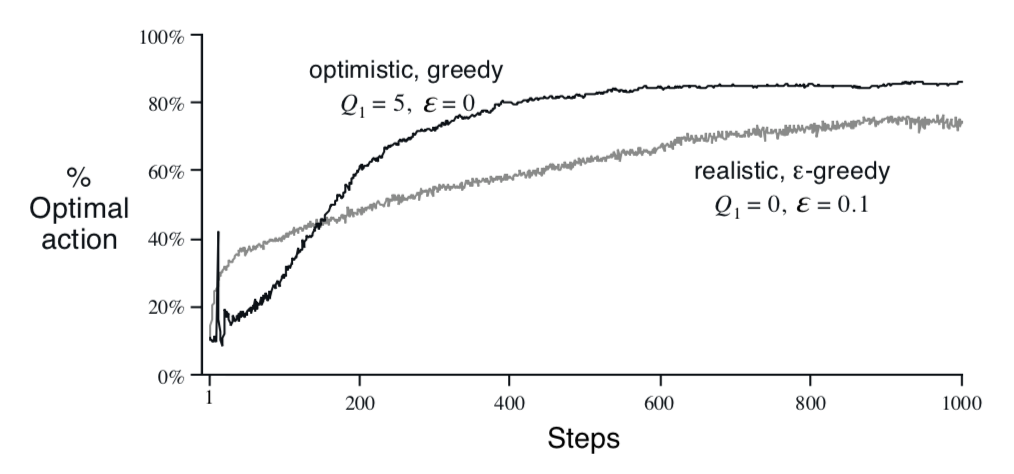 100%
optimistic, greedy
Q₁ = 5, ε = 0
80%
%
Optimal
action
60%
realistic, ε-greedy
Q₁ = 0, ε = 0.1
40%
20%
0%
1 200 400 600 800 1000
Steps